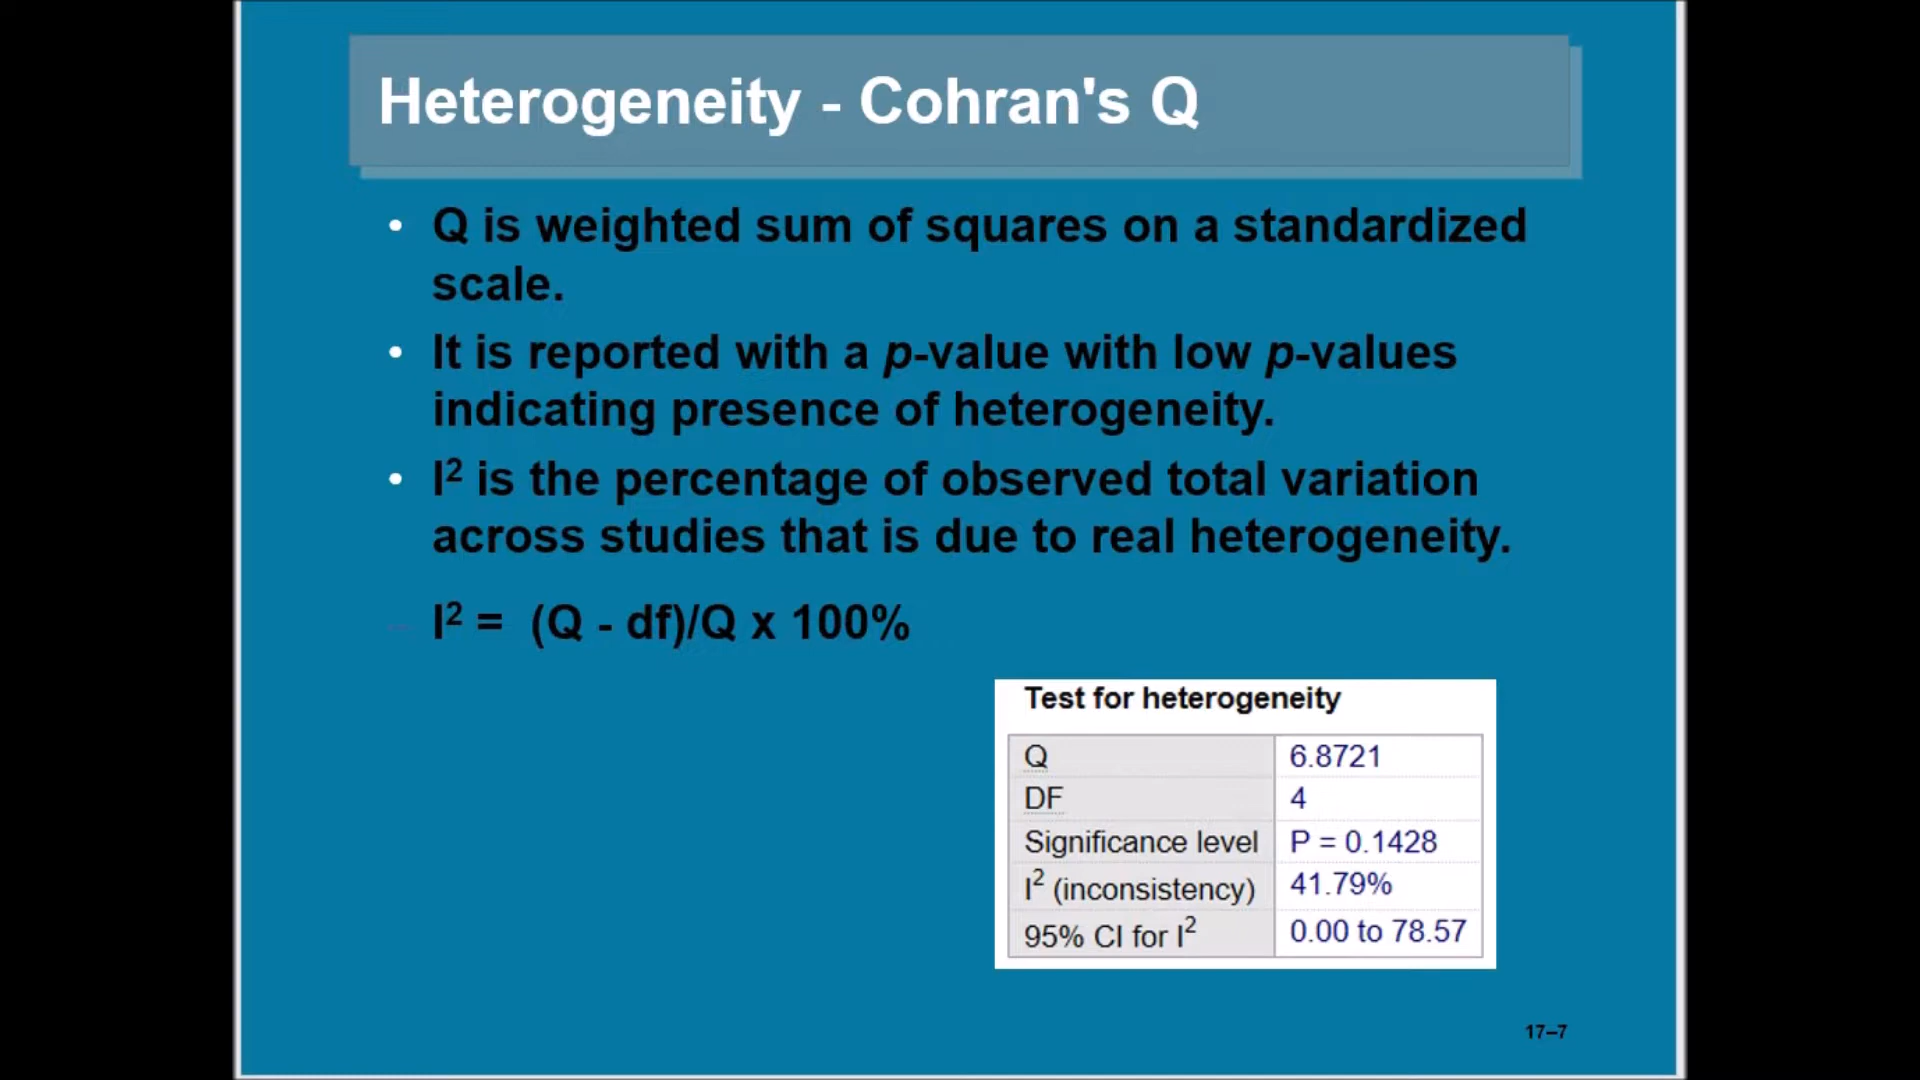 Heterogeneity - Cohran's Q
• Q is weighted sum of squares on a standardized
scale.
• It is reported with a p-value with low p-values
indicating presence of heterogeneity.
• I² is the percentage of observed total variation
across studies that is due to real heterogeneity.
– I² = (Q - df)/Q x 100%
Test for heterogeneity
Q 6.8721
DF 4
Significance level P = 0.1428
I² (inconsistency) 41.79%
95% CI for I² 0.00 to 78.57
17–7